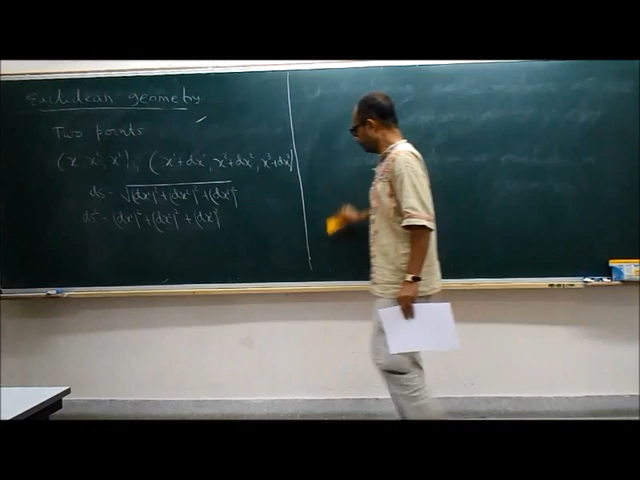 Euclidean geometry
Two points
(x¹, x², x³), (x¹+dx¹, x²+dx², x³+dx³)
ds = √(dx¹)²+(dx²)²+(dx³)²
ds² = (dx¹)²+(dx²)²+(dx³)²